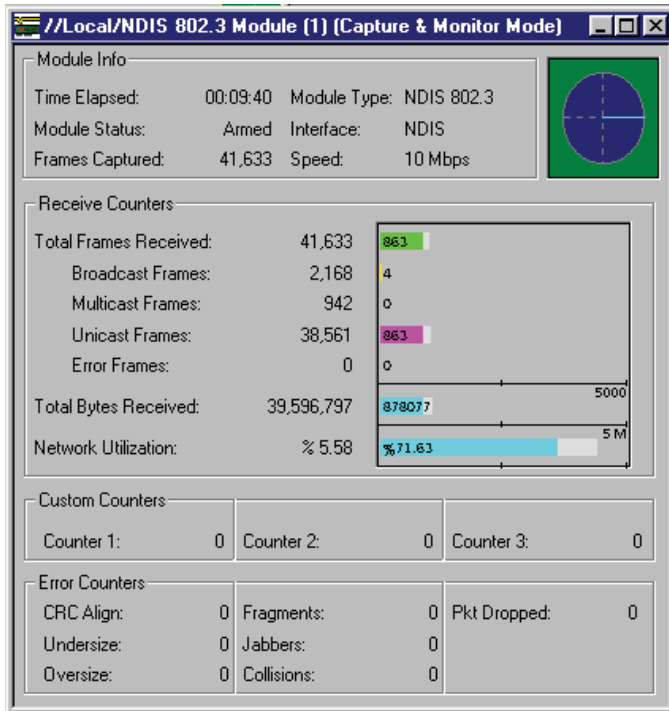 //Local/NDIS 802.3 Module (1) (Capture & Monitor Mode)
Module Info
Time Elapsed: 00:09:40 Module Type: NDIS 802.3
Module Status: Armed Interface: NDIS
Frames Captured: 41,633 Speed: 10 Mbps
Receive Counters
Total Frames Received: 41,633 863
Broadcast Frames: 2,168 4
Multicast Frames: 942 0
Unicast Frames: 38,561 863
Error Frames: 0 0
5000
Total Bytes Received: 39,596,797 878077
5 M
Network Utilization: % 5.58 %71.63
Custom Counters
Counter 1: 0 Counter 2: 0 Counter 3: 0
Error Counters
CRC Align: 0 Fragments: 0 Pkt Dropped: 0
Undersize: 0 Jabbers: 0
Oversize: 0 Collisions: 0